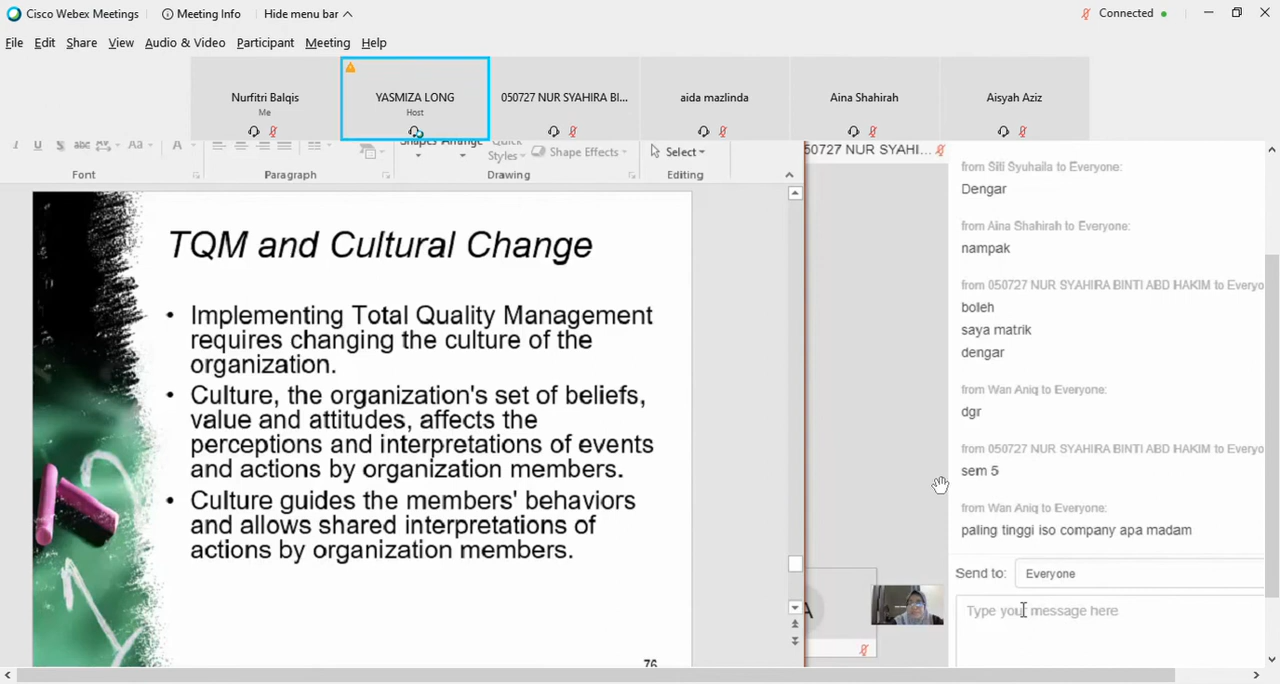 Cisco Webex Meetings
Meeting Info
Hide menu bar
Connected
File Edit Share View Audio & Video Participant Meeting Help
Nurfitri Balqis
Me
YASMIZA LONG
Host
050727 NUR SYAHIRA BI...
aida mazlinda
Aina Shahirah
Aisyah Aziz
I U S abc AV Aa A
Shapes Arrange
Quick
Styles
Shape Effects
Select
Font
Paragraph
Drawing
Editing
TQM and Cultural Change
• Implementing Total Quality Management
requires changing the culture of the
organization.
• Culture, the organization's set of beliefs,
value and attitudes, affects the
perceptions and interpretations of events
and actions by organization members.
• Culture guides the members' behaviors
and allows shared interpretations of
actions by organization members.
76
050727 NUR SYAHI...
A
from Siti Syuhaila to Everyone:
Dengar
from Aina Shahirah to Everyone:
nampak
from 050727 NUR SYAHIRA BINTI ABD HAKIM to Everyo
boleh
saya matrik
dengar
from Wan Aniq to Everyone:
dgr
from 050727 NUR SYAHIRA BINTI ABD HAKIM to Everyo
sem 5
from Wan Aniq to Everyone:
paling tinggi iso company apa madam
Send to: Everyone
Type your message here